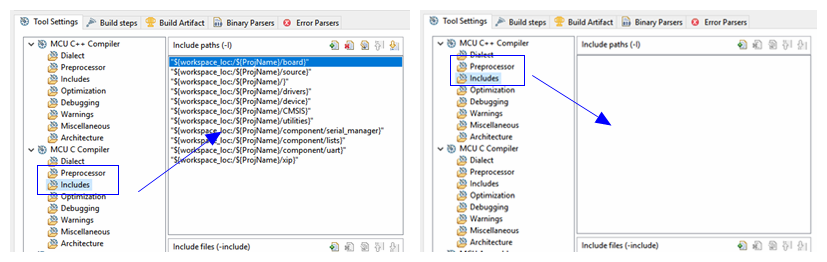 Tool Settings Build steps Build Artifact Binary Parsers Error Parsers
MCU C++ Compiler
Dialect
Preprocessor
Includes
Optimization
Debugging
Warnings
Miscellaneous
Architecture
MCU C Compiler
Dialect
Preprocessor
Includes
Optimization
Debugging
Warnings
Miscellaneous
Architecture
Include paths (-I)
"${workspace_loc:/${ProjName}/board}"
"${workspace_loc:/${ProjName}/source}"
"${workspace_loc:/${ProjName}/}"
"${workspace_loc:/${ProjName}/drivers}"
"${workspace_loc:/${ProjName}/device}"
"${workspace_loc:/${ProjName}/CMSIS}"
"${workspace_loc:/${ProjName}/utilities}"
"${workspace_loc:/${ProjName}/component/serial_manager}"
"${workspace_loc:/${ProjName}/component/lists}"
"${workspace_loc:/${ProjName}/component/uart}"
"${workspace_loc:/${ProjName}/xip}"
Include files (-include)
Tool Settings Build steps Build Artifact Binary Parsers Error Parsers
MCU C++ Compiler
Dialect
Preprocessor
Includes
Optimization
Debugging
Warnings
Miscellaneous
Architecture
MCU C Compiler
Dialect
Preprocessor
Includes
Optimization
Debugging
Warnings
Miscellaneous
Architecture
Include paths (-I)
Include files (-include)